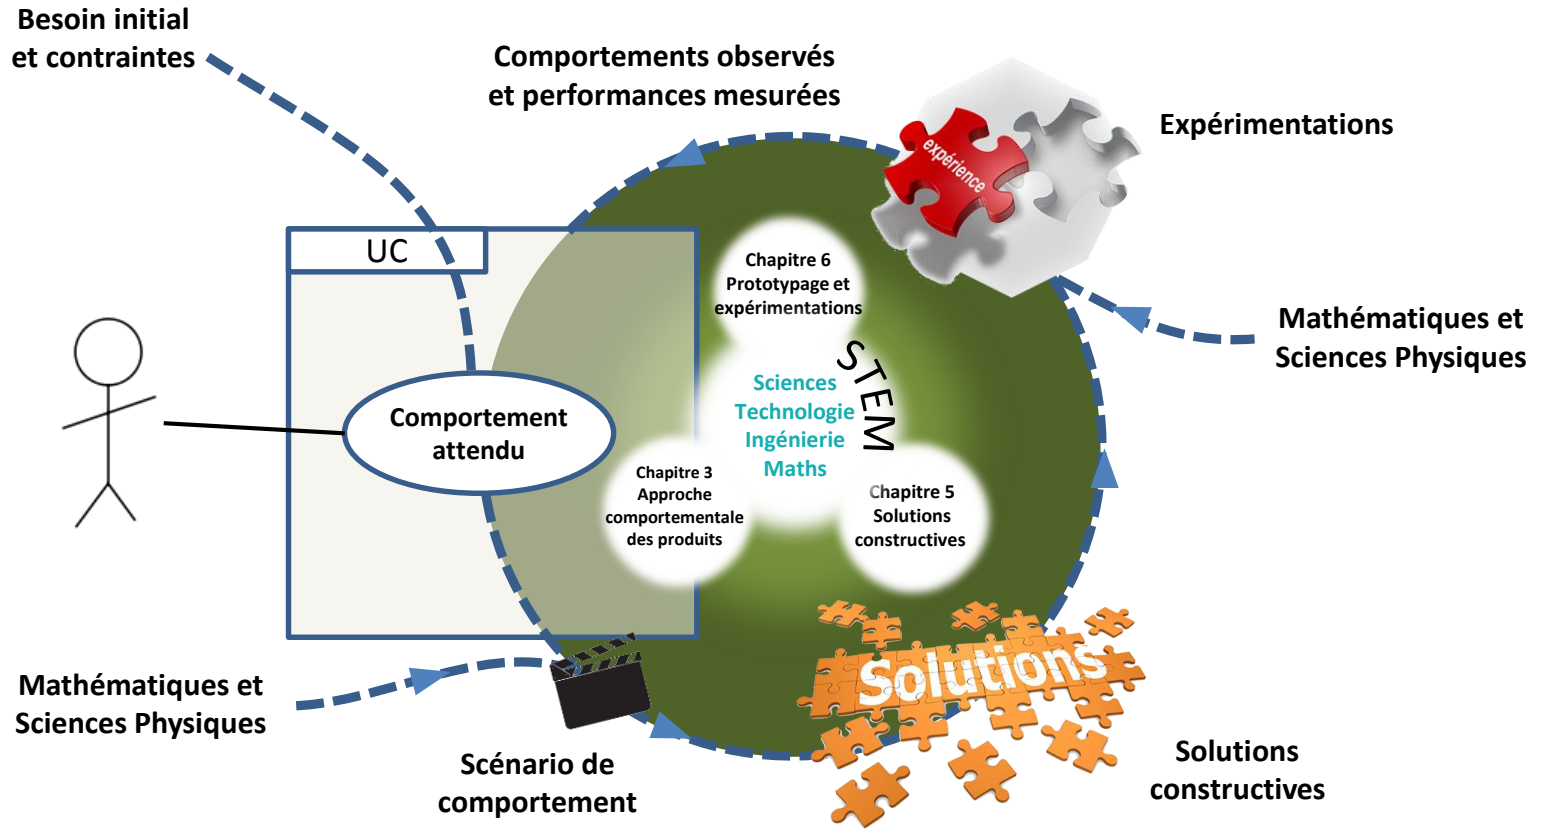 Besoin initial
et contraintes
Comportements observés
et performances mesurées
expérience
Expérimentations
UC
Chapitre 6
Prototypage et
expérimentations
STEM
Mathématiques et
Sciences Physiques
Sciences
Technologie
Ingénierie
Maths
Comportement
attendu
Chapitre 3
Approche
comportementale
des produits
Chapitre 5
Solutions
constructives
Solutions
Mathématiques et
Sciences Physiques
Scénario de
comportement
Solutions
constructives